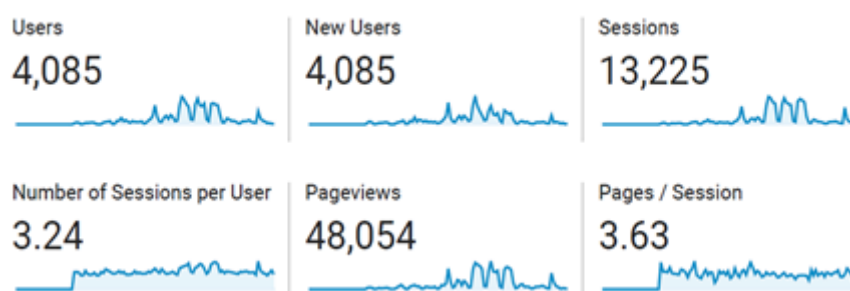 Users
4,085
New Users
4,085
Sessions
13,225
Number of Sessions per User
3.24
Pageviews
48,054
Pages / Session
3.63